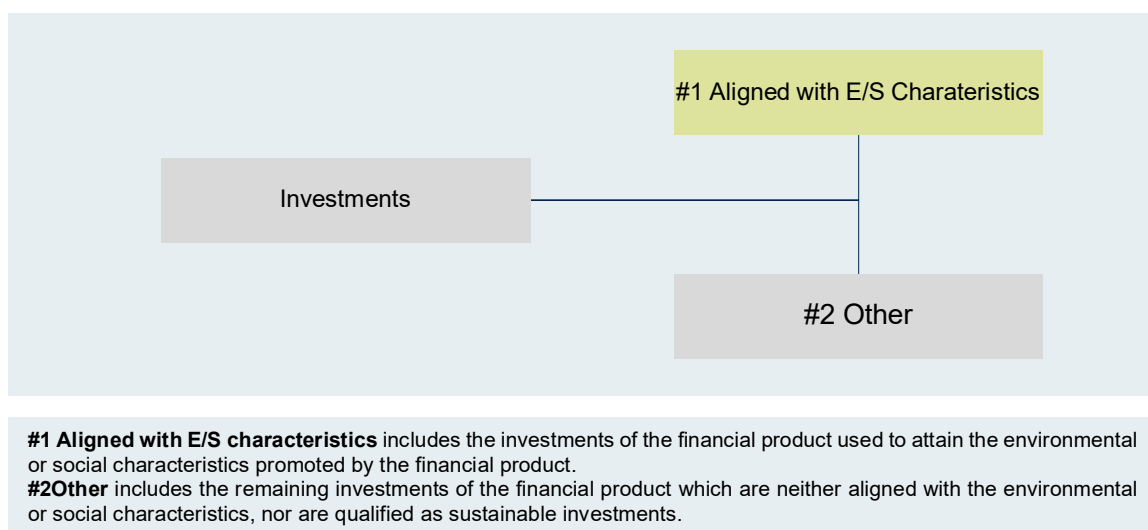 #1 Aligned with E/S Charateristics
Investments
#2 Other
#1 Aligned with E/S characteristics includes the investments of the financial product used to attain the environmental
or social characteristics promoted by the financial product.
#2Other includes the remaining investments of the financial product which are neither aligned with the environmental
or social characteristics, nor are qualified as sustainable investments.